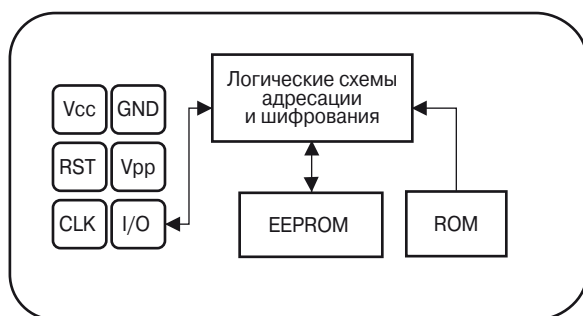 Логические схемы
адресации
и шифрования
Vcc GND
RST Vpp
CLK I/O
EEPROM
ROM